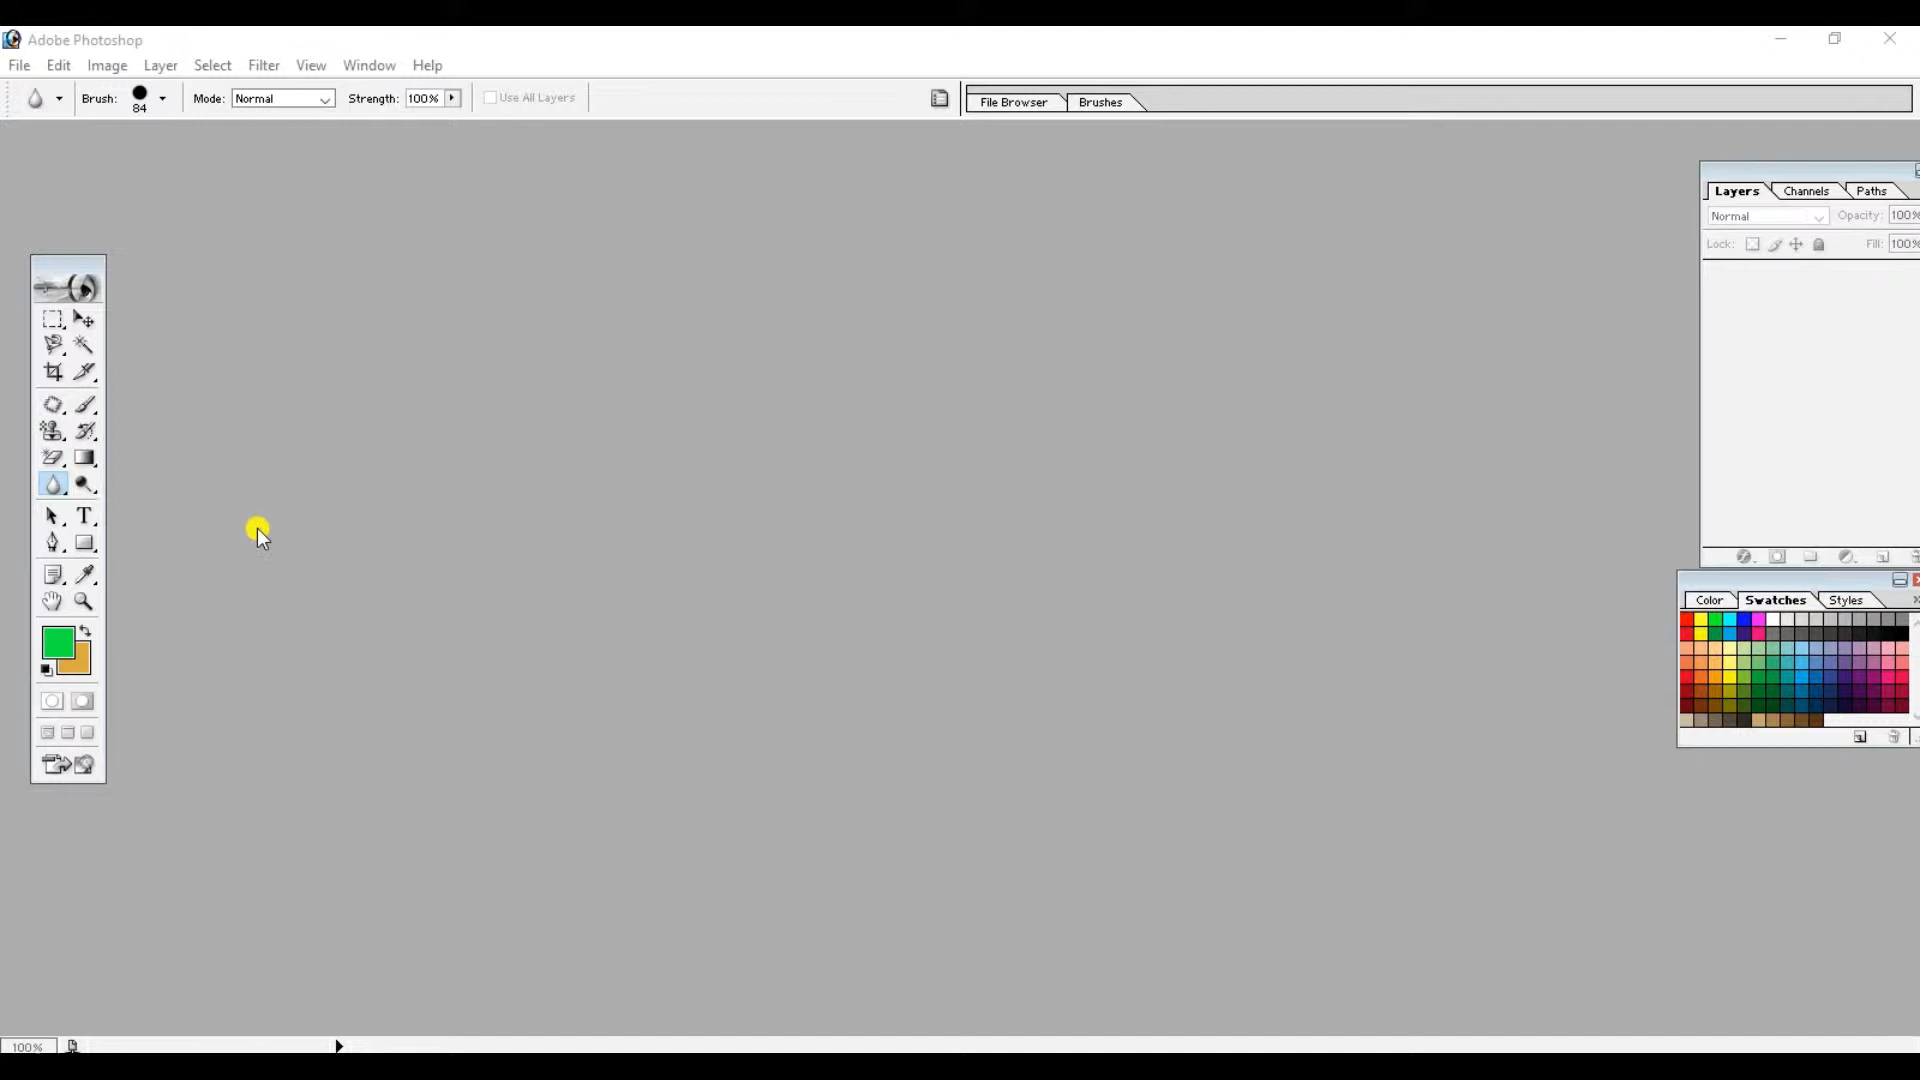 Adobe Photoshop
File Edit Image Layer Select Filter View Window Help
Brush: 84 Mode: Normal Strength: 100% Use All Layers File Browser Brushes
Layers Channels Paths
Normal Opacity: 100%
Lock: Fill: 100%
T
Color Swatches Styles
100%